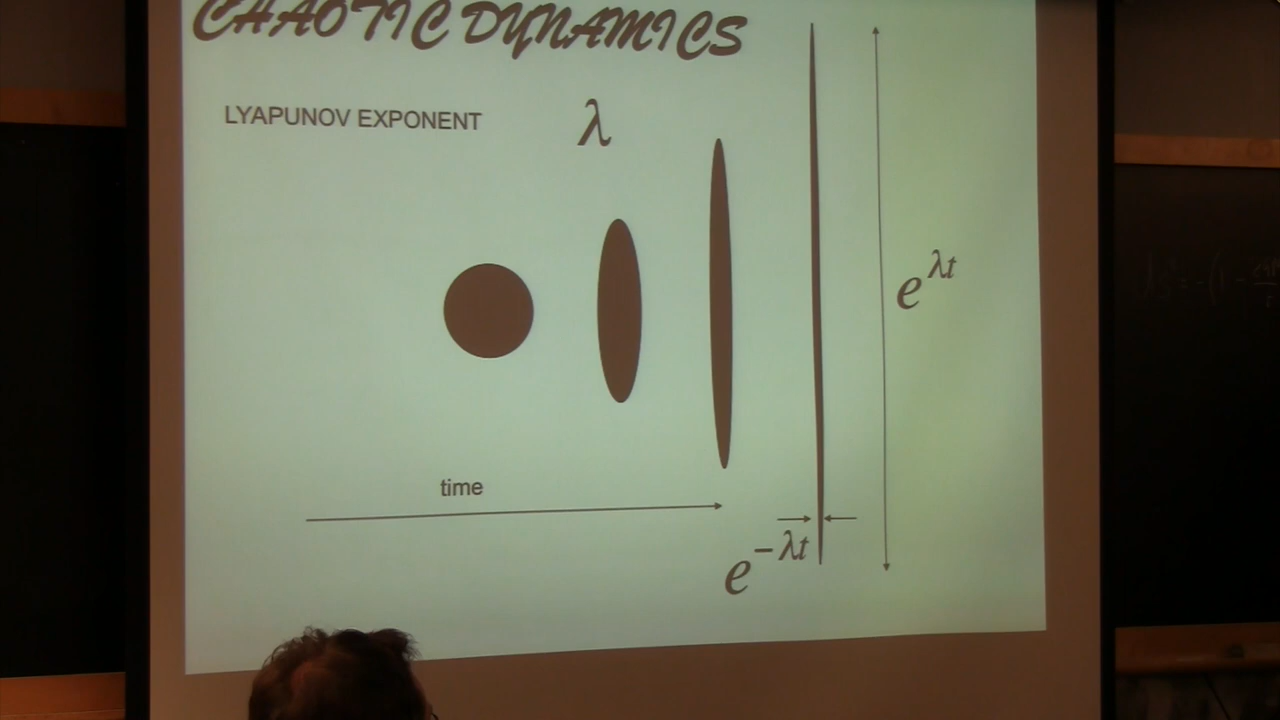 CHAOTIC DYNAMICS
LYAPUNOV EXPONENT
λ
e^{λt}
time
e^{-λt}